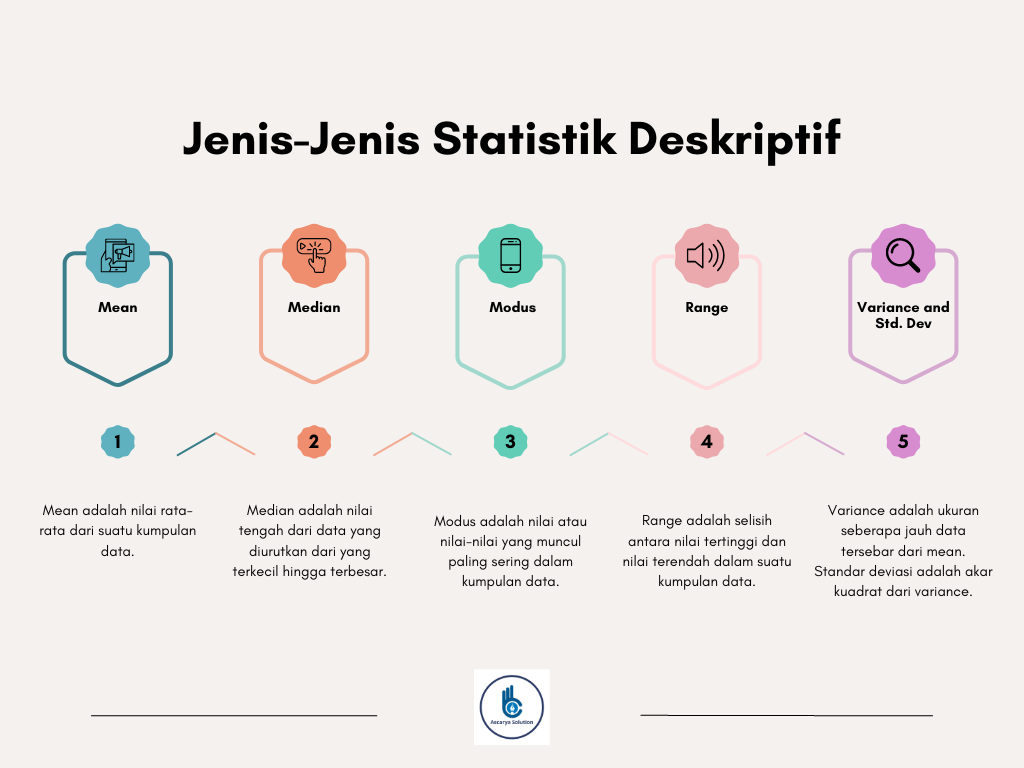 Jenis-Jenis Statistik Deskriptif
Mean
Median
Modus
Range
Variance and
Std. Dev
1
2
3
4
5
Mean adalah nilai rata-
rata dari suatu kumpulan
data.
Median adalah nilai
tengah dari data yang
diurutkan dari yang
terkecil hingga terbesar.
Modus adalah nilai atau
nilai-nilai yang muncul
paling sering dalam
kumpulan data.
Range adalah selisih
antara nilai tertinggi dan
nilai terendah dalam suatu
kumpulan data.
Variance adalah ukuran
seberapa jauh data
tersebar dari mean.
Standar deviasi adalah akar
kuadrat dari variance.
Ascarya Solution